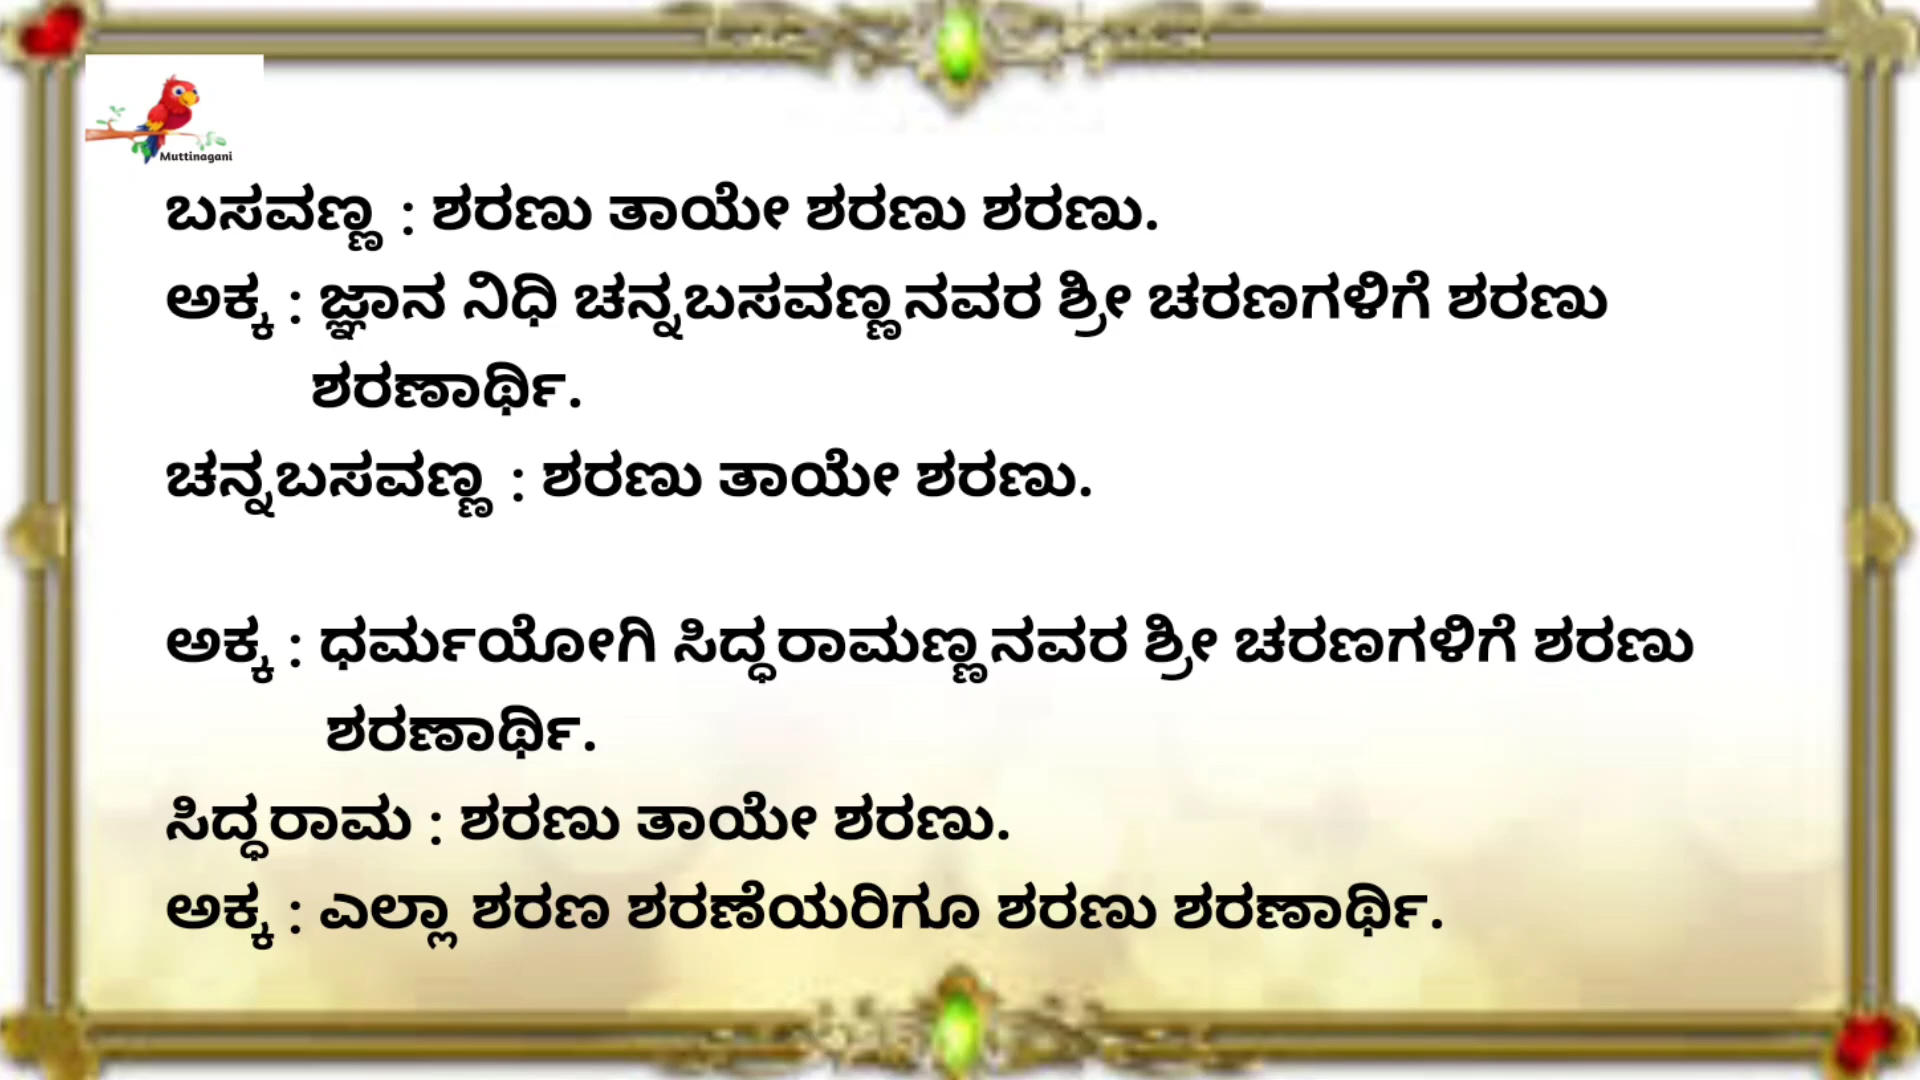 Muttinagani
ಬಸವಣ್ಣ : ಶರಣು ತಾಯೇ ಶರಣು ಶರಣು.
ಅಕ್ಕ : ಜ್ಞಾನ ನಿಧಿ ಚನ್ನಬಸವಣ್ಣನವರ ಶ್ರೀ ಚರಣಗಳಿಗೆ ಶರಣು
ಶರಣಾರ್ಥಿ.
ಚನ್ನಬಸವಣ್ಣ : ಶರಣು ತಾಯೇ ಶರಣು.
ಅಕ್ಕ : ಧರ್ಮಯೋಗಿ ಸಿದ್ಧರಾಮಣ್ಣನವರ ಶ್ರೀ ಚರಣಗಳಿಗೆ ಶರಣು
ಶರಣಾರ್ಥಿ.
ಸಿದ್ಧರಾಮ : ಶರಣು ತಾಯೇ ಶರಣು.
ಅಕ್ಕ : ಎಲ್ಲಾ ಶರಣ ಶರಣೆಯರಿಗೂ ಶರಣು ಶರಣಾರ್ಥಿ.